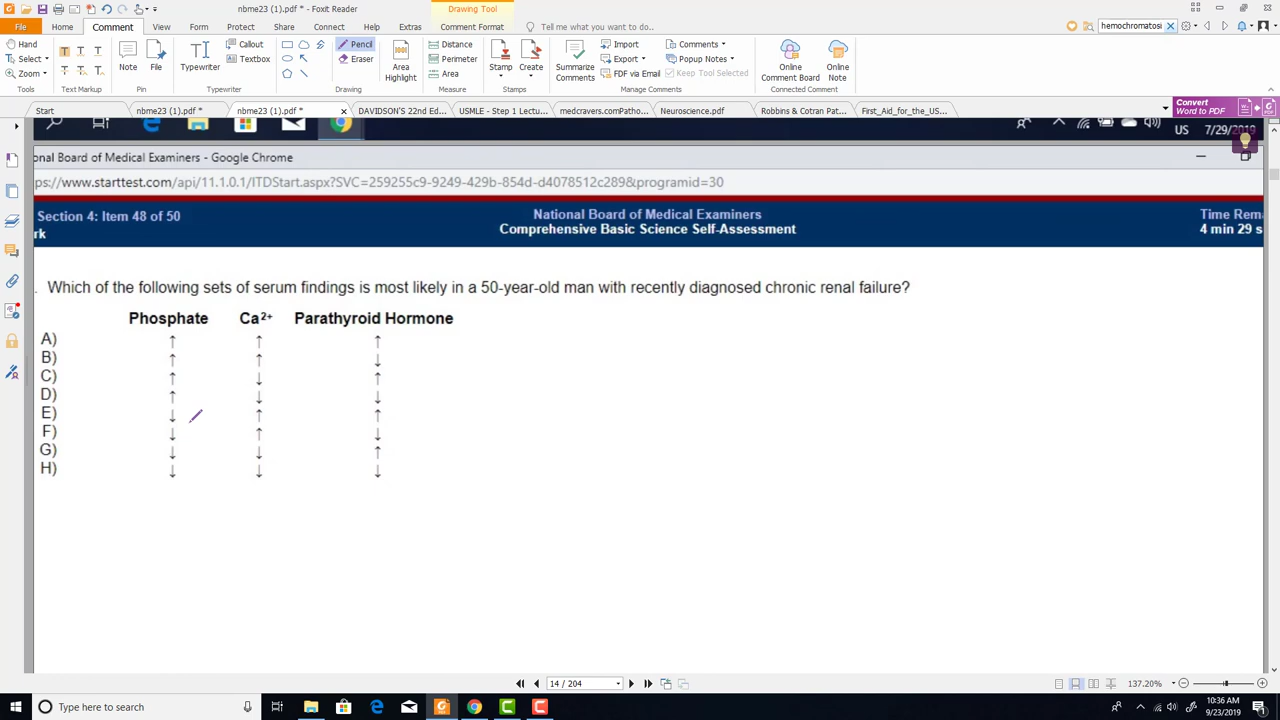 nbme23 (1).pdf * - Foxit Reader
Drawing Tool
File Home Comment View Form Protect Share Connect Help Extras Comment Format Tell me what you want to do... hemochromatosi
Hand
Select
Zoom
Tools
Text Markup
Note File
Pin
Typewriter
Callout
Textbox
Typewriter
Pencil
Eraser
Drawing
Area Highlight
Distance
Perimeter
Area
Measure
Stamp Create
Stamps
Summarize Comments
Import
Export
FDF via Email
Comments
Popup Notes
Keep Tool Selected
Manage Comments
Online Comment Board
Online Note
Connected Comment
Start nbme23 (1).pdf * nbme23 (1).pdf * DAVIDSON'S 22nd Ed... USMLE - Step 1 Lectu... medcravers.comPatho... Neuroscience.pdf Robbins & Cotran Pat... First_Aid_for_the_US...
Convert
Word to PDF
US 7/29/2019
onal Board of Medical Examiners - Google Chrome
ps://www.starttest.com/api/11.1.0.1/ITDStart.aspx?SVC=259255c9-9249-429b-854d-d4078512c289&programid=30
Section 4: Item 48 of 50 National Board of Medical Examiners Time Rema
rk Comprehensive Basic Science Self-Assessment 4 min 29 s
. Which of the following sets of serum findings is most likely in a 50-year-old man with recently diagnosed chronic renal failure?
Phosphate Ca2+ Parathyroid Hormone
A) ↑ ↑ ↑
B) ↑ ↑ ↓
C) ↑ ↓ ↑
D) ↑ ↓ ↓
E) ↓ ↑ ↑
F) ↓ ↑ ↓
G) ↓ ↓ ↑
H) ↓ ↓ ↓
14 / 204
137.20%
Type here to search
10:36 AM
9/23/2019